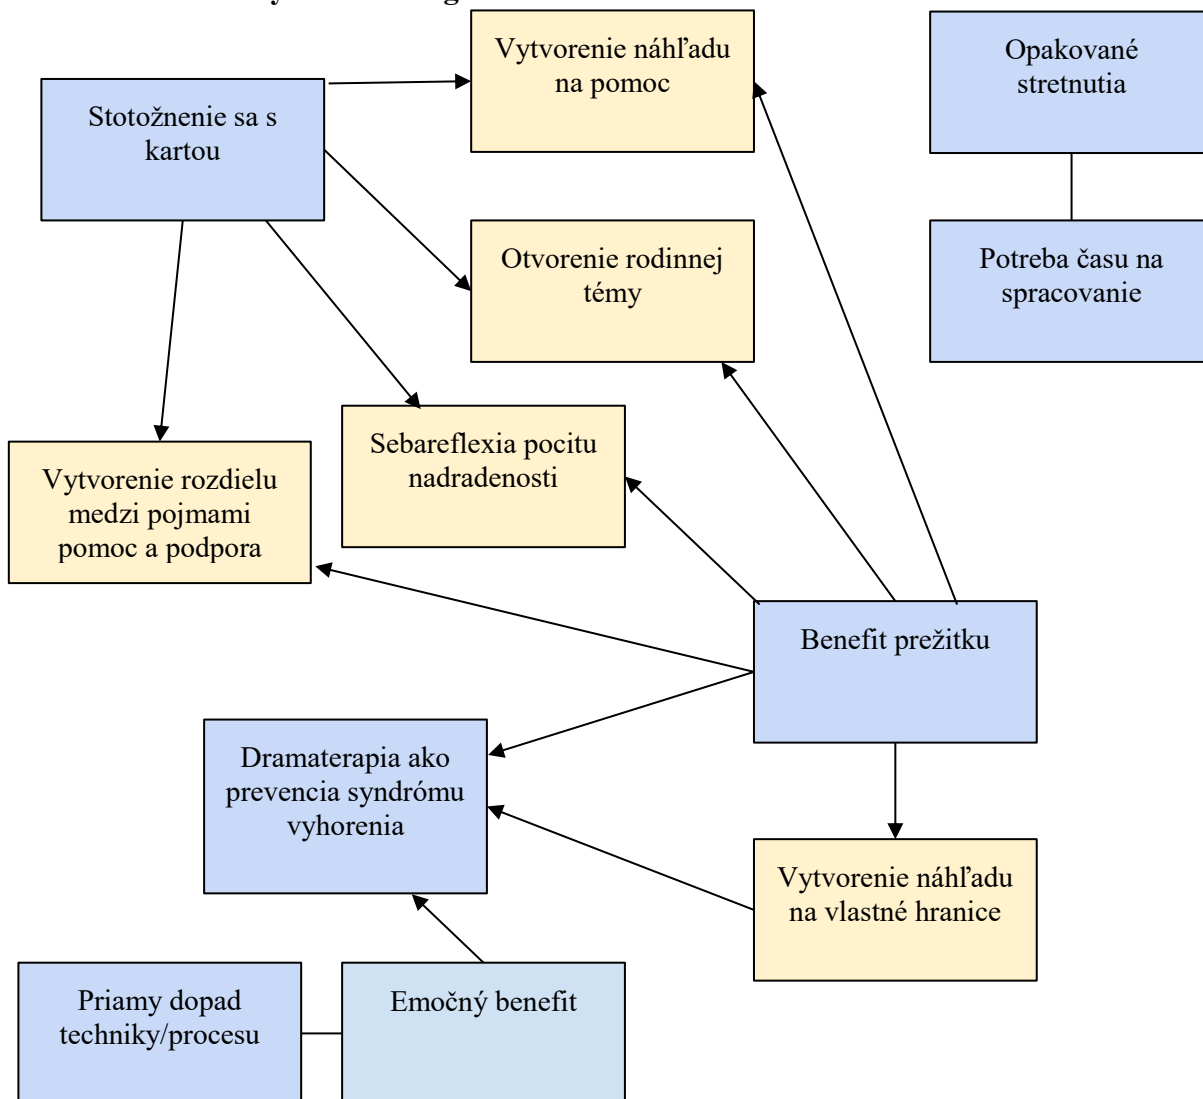 Vytvorenie náhľadu
na pomoc
Opakované
stretnutia
Stotožnenie sa s
kartou
Otvorenie rodinnej
témy
Potreba času na
spracovanie
Sebareflexia pocitu
nadradenosti
Vytvorenie rozdielu
medzi pojmami
pomoc a podpora
Benefit prežitku
Dramaterapia ako
prevencia syndrómu
vyhorenia
Vytvorenie náhľadu
na vlastné hranice
Priamy dopad
techniky/procesu
Emočný benefit